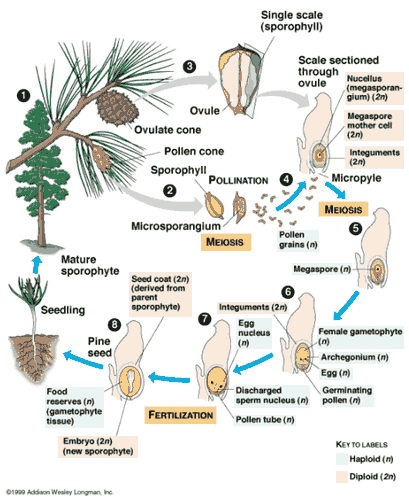 Single scale
(sporophyll)
Scale sectioned
through
ovule
3
1
Nucellus
(megasporan-
gium) (2n)
Megaspore
mother cell
(2n)
Integuments
(2n)
Ovule
Ovulate cone
Pollen cone
Sporophyll
POLLINATION
4
Micropyle
2
MEIOSIS
Microsporangium
MEIOSIS
Pollen
grains (n)
5
Megaspore (n)
Mature
sporophyte
Seed coat (2n)
(derived from
parent
sporophyte)
6
Integuments (2n)
Seedling
8
7
Pine
seed
Egg
nucleus
(n)
Female gametophyte
(n)
Archegonium (n)
Egg (n)
Germinating
pollen (n)
Food
reserves (n)
(gametophyte
tissue)
Discharged
sperm nucleus (n)
FERTILIZATION
Pollen tube (n)
Embryo (2n)
(new sporophyte)
KEY TO LABELS
Haploid (n)
Diploid (2n)
©1999 Addison Wesley Longman, Inc.